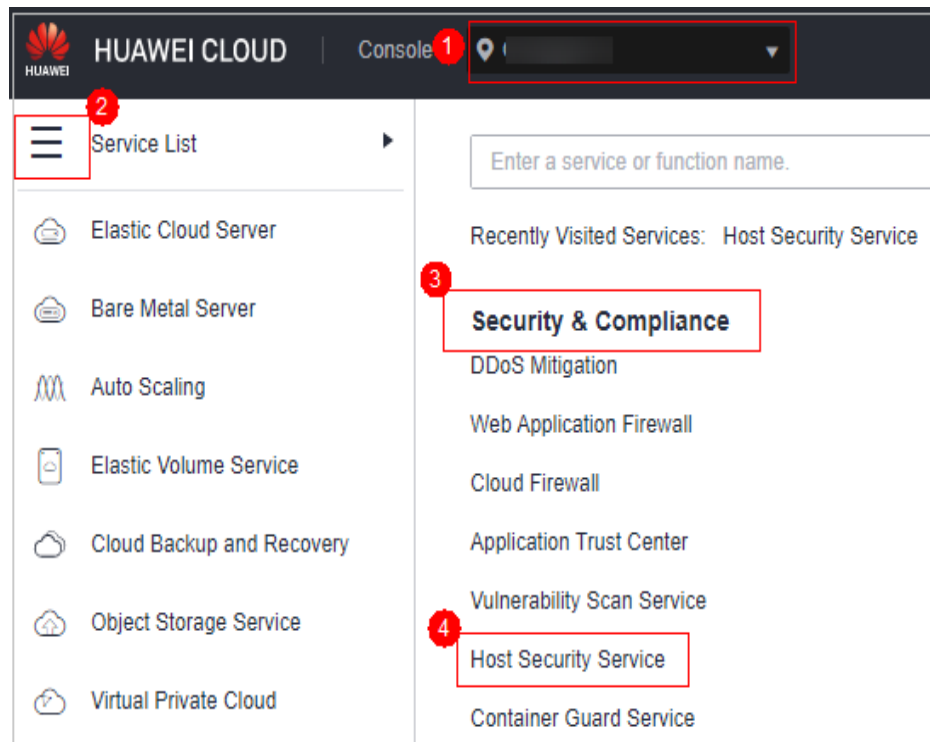 HUAWEI
HUAWEI CLOUD
Console
1
2
Service List
Elastic Cloud Server
Bare Metal Server
Auto Scaling
Elastic Volume Service
Cloud Backup and Recovery
Object Storage Service
Virtual Private Cloud
Enter a service or function name.
Recently Visited Services: Host Security Service
3
Security & Compliance
DDoS Mitigation
Web Application Firewall
Cloud Firewall
Application Trust Center
Vulnerability Scan Service
4
Host Security Service
Container Guard Service